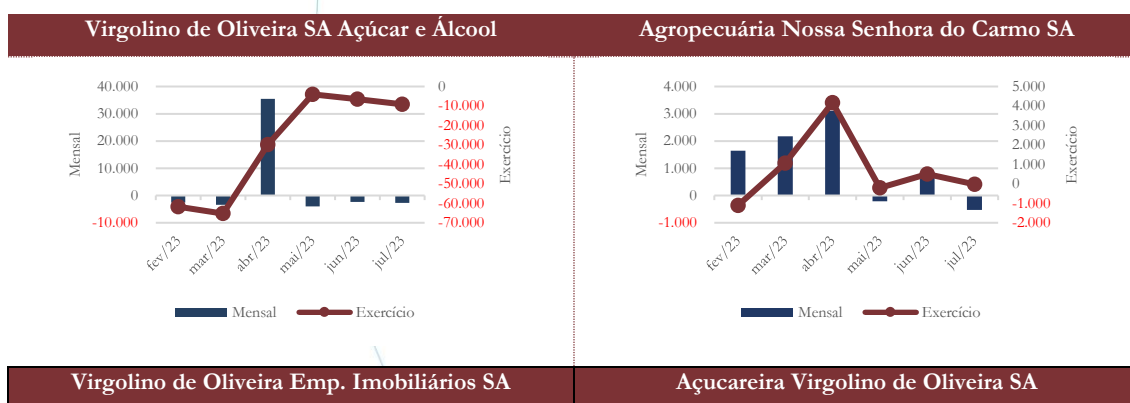 Virgolino de Oliveira SA Açúcar e Álcool
Agropecuária Nossa Senhora do Carmo SA
40.000
30.000
20.000
10.000
0
-10.000
Mensal
0
-10.000
-20.000
-30.000
-40.000
-50.000
-60.000
-70.000
Exercício
fev/23
mar/23
abr/23
mai/23
jun/23
jul/23
Mensal
Exercício
4.000
3.000
2.000
1.000
0
-1.000
Mensal
5.000
4.000
3.000
2.000
1.000
0
-1.000
-2.000
Exercício
fev/23
mar/23
abr/23
mai/23
jun/23
jul/23
Mensal
Exercício
Virgolino de Oliveira Emp. Imobiliários SA
Açucareira Virgolino de Oliveira SA